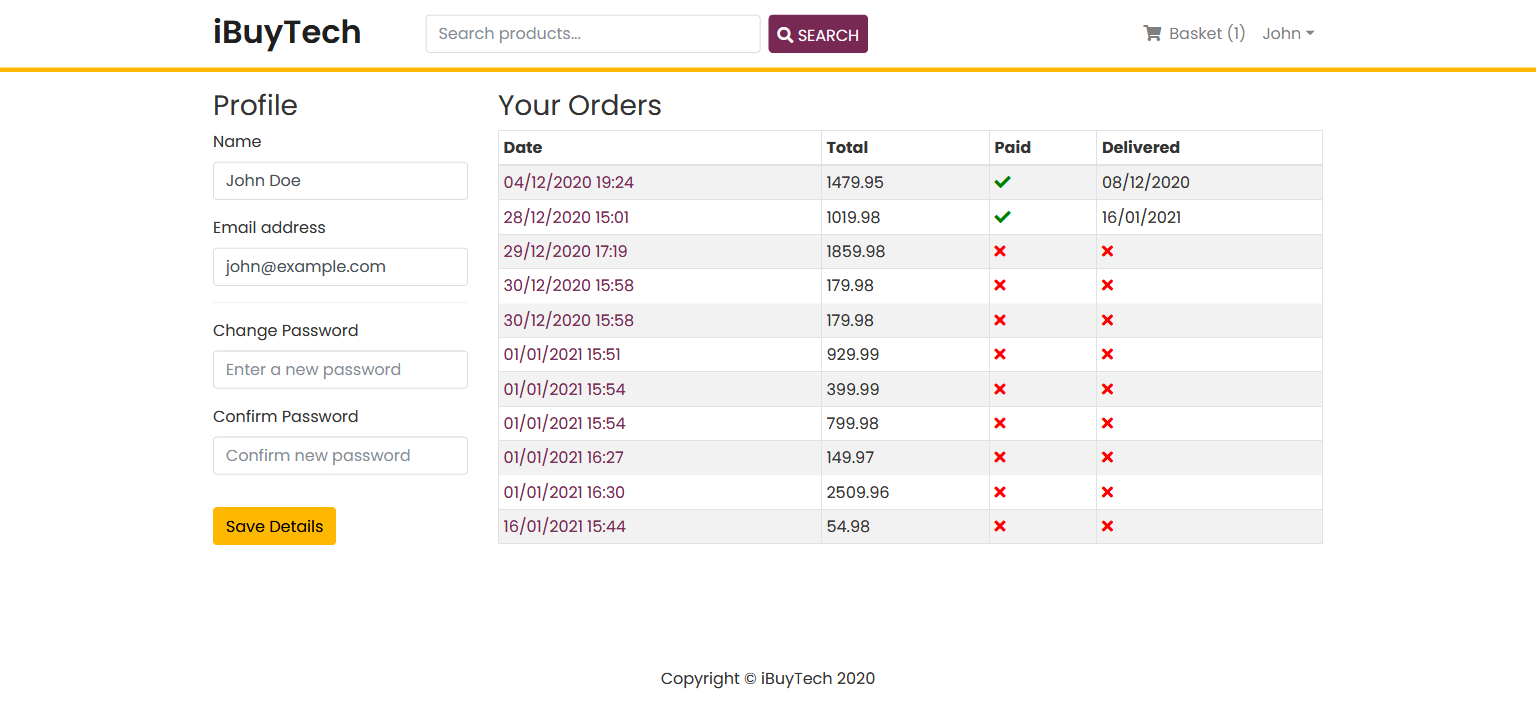 iBuyTech
Search products...
SEARCH
Basket (1)
John
Profile
Name
John Doe
Email address
john@example.com
Change Password
Enter a new password
Confirm Password
Confirm new password
Save Details
Your Orders
Date Total Paid Delivered
04/12/2020 19:24 1479.95 08/12/2020
28/12/2020 15:01 1019.98 16/01/2021
29/12/2020 17:19 1859.98
30/12/2020 15:58 179.98
30/12/2020 15:58 179.98
01/01/2021 15:51 929.99
01/01/2021 15:54 399.99
01/01/2021 15:54 799.98
01/01/2021 16:27 149.97
01/01/2021 16:30 2509.96
16/01/2021 15:44 54.98
Copyright © iBuyTech 2020